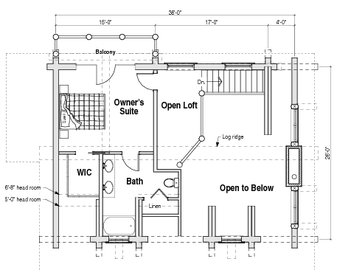 36'-0"
15'-0"
17'-0"
4'-0"
Balcony
Owner's
Suite
Open Loft
Log ridge
26'-0"
WIC
Bath
6'-8" head room
5'-0" head room
Open to Below
Linen